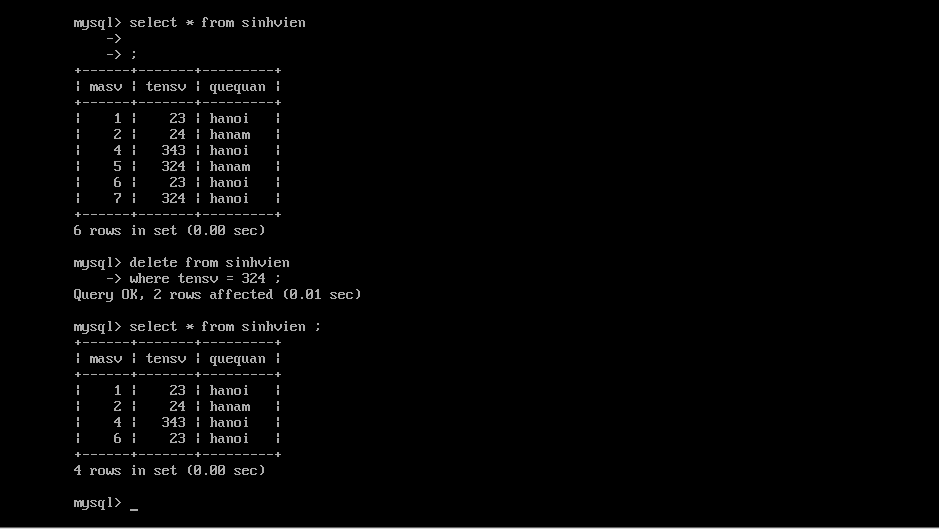 mysql> select * from sinhvien
    ->
    -> ;
+------+-------+---------+
| masv | tensv | quequan |
+------+-------+---------+
|    1 |    23 | hanoi   |
|    2 |    24 | hanam   |
|    4 |   343 | hanoi   |
|    5 |   324 | hanam   |
|    6 |    23 | hanoi   |
|    7 |   324 | hanoi   |
+------+-------+---------+
6 rows in set (0.00 sec)
mysql> delete from sinhvien
    -> where tensv = 324 ;
Query OK, 2 rows affected (0.01 sec)
mysql> select * from sinhvien ;
+------+-------+---------+
| masv | tensv | quequan |
+------+-------+---------+
|    1 |    23 | hanoi   |
|    2 |    24 | hanam   |
|    4 |   343 | hanoi   |
|    6 |    23 | hanoi   |
+------+-------+---------+
4 rows in set (0.00 sec)
mysql> _